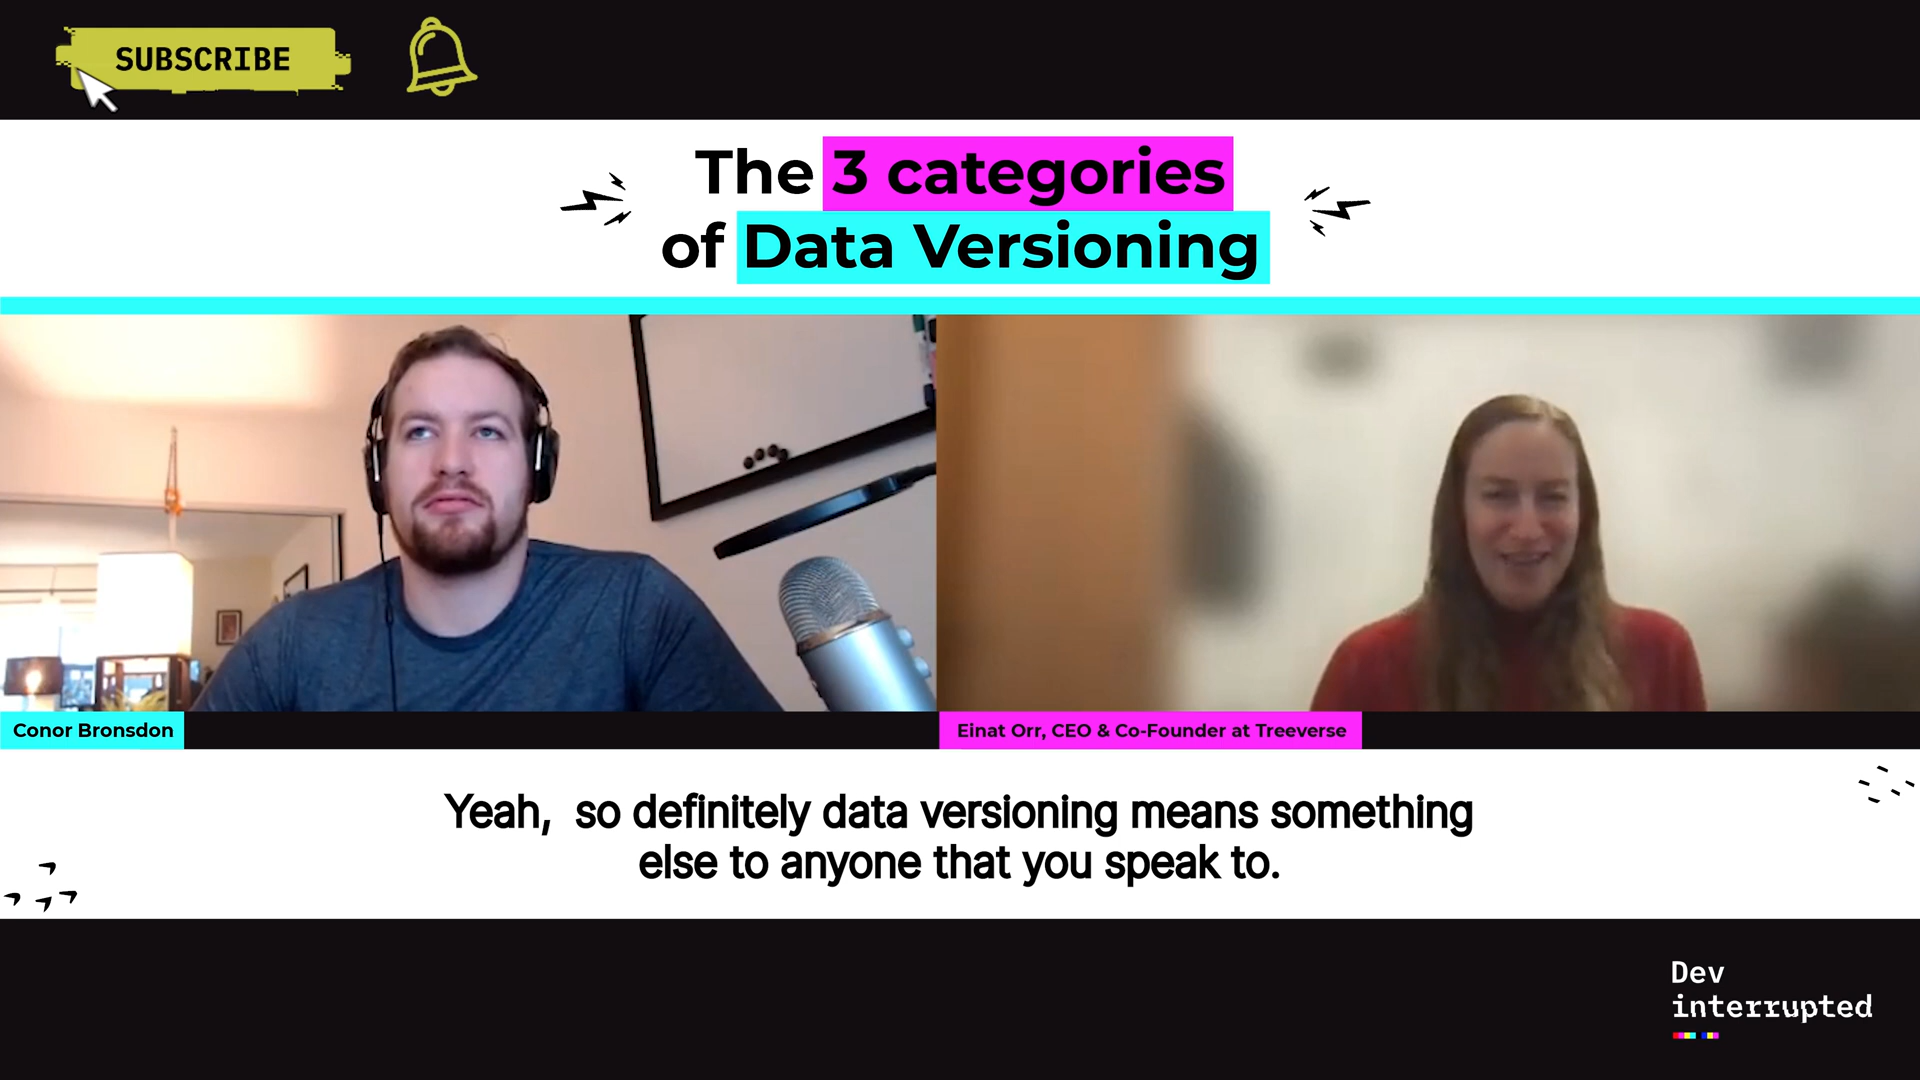 SUBSCRIBE
The 3 categories
of Data Versioning
Conor Bronsdon
Einat Orr, CEO & Co-Founder at Treeverse
Yeah, so definitely data versioning means something
else to anyone that you speak to.
Dev
interrupted